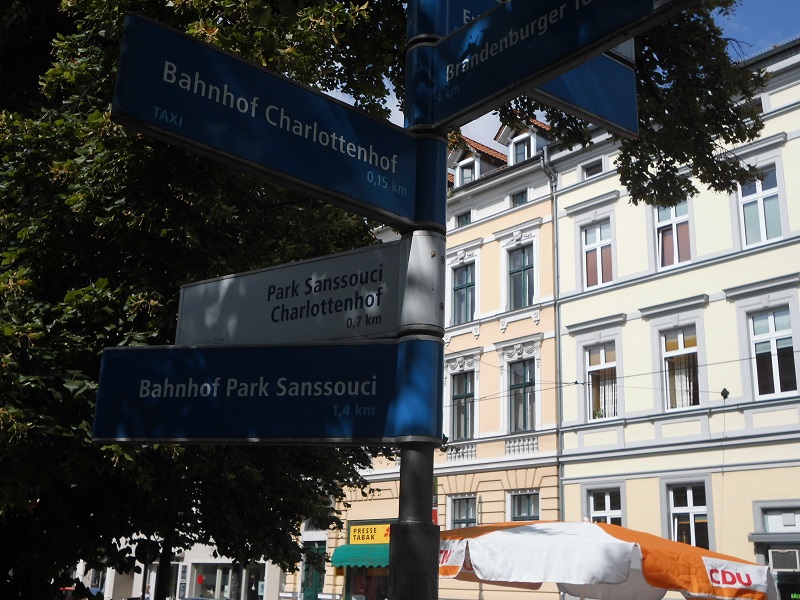 Brandenburger
km
Bahnhof Charlottenhof
TAXI
0,15 km
Park Sanssouci
Charlottenhof
0,7 km
Bahnhof Park Sanssouci
1,4 km
PRESSE
TABAK
CDU